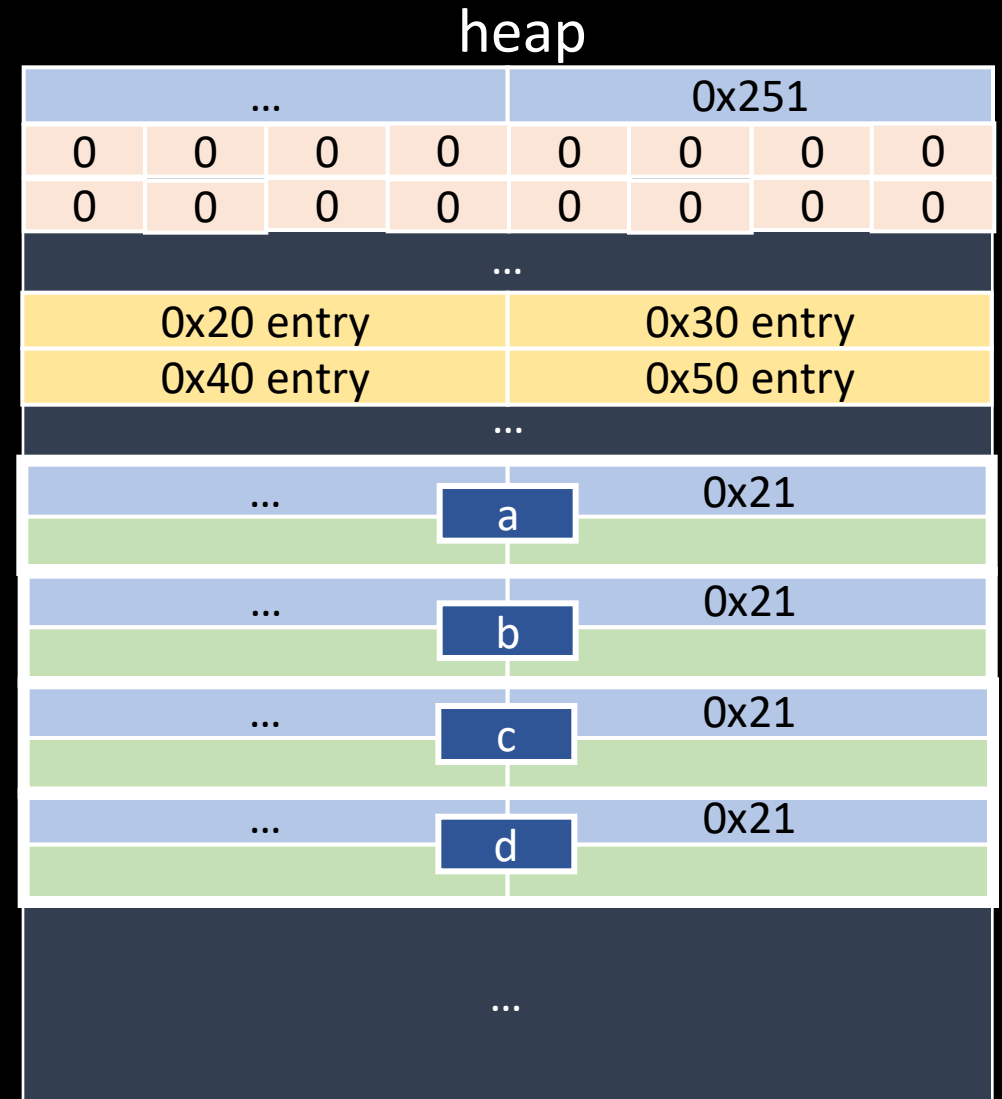 heap
... 0x251
0 0 0 0 0 0 0 0
0 0 0 0 0 0 0 0
...
0x20 entry 0x30 entry
0x40 entry 0x50 entry
...
... 0x21
a
... 0x21
b
... 0x21
c
... 0x21
d
...